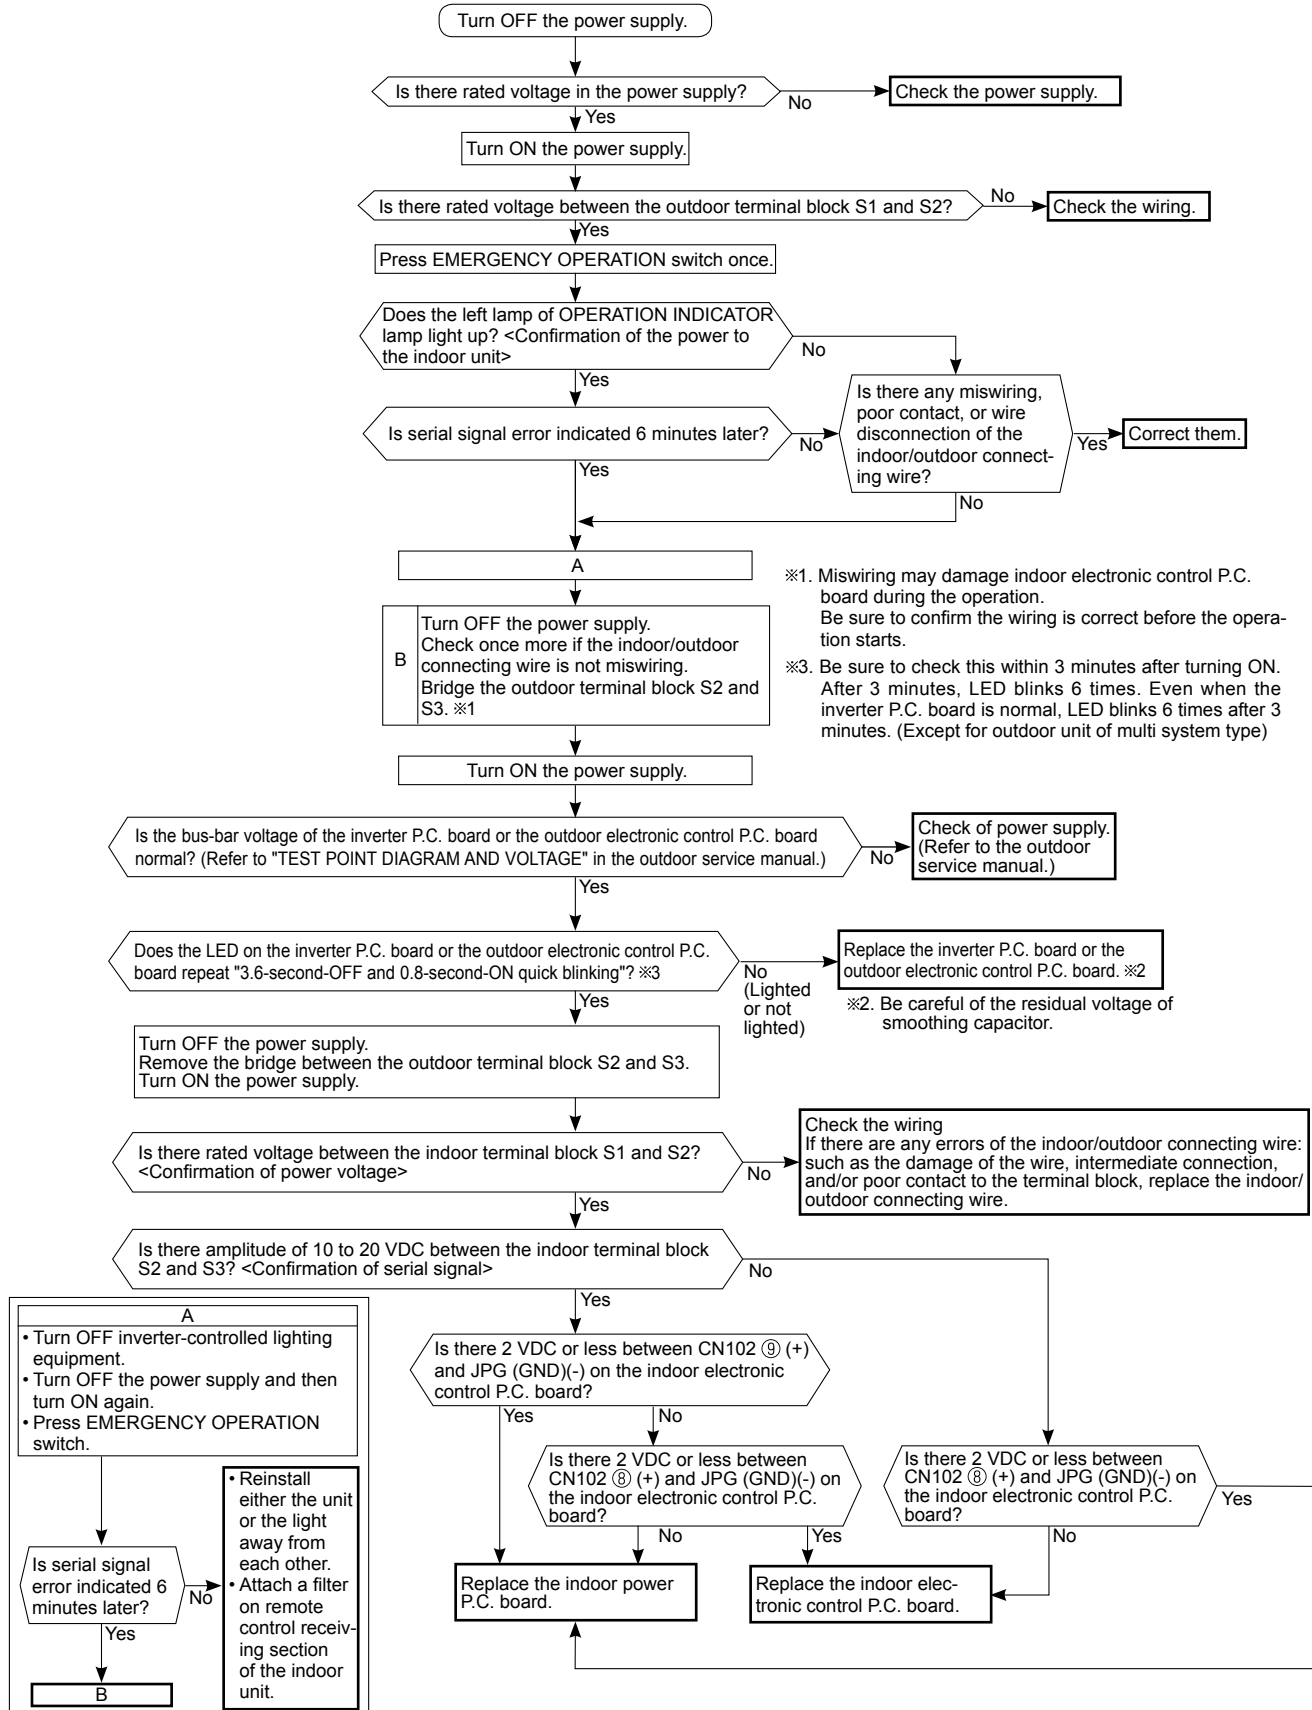 Turn OFF the power supply.
Is there rated voltage in the power supply?
No
Check the power supply.
Yes
Turn ON the power supply.
Is there rated voltage between the outdoor terminal block S1 and S2?
No
Check the wiring.
Yes
Press EMERGENCY OPERATION switch once.
Does the left lamp of OPERATION INDICATOR
lamp light up? <Confirmation of the power to
the indoor unit>
No
Yes
Is there any miswiring,
poor contact, or wire
disconnection of the
indoor/outdoor connect-
ing wire?
Yes
Correct them.
No
Is serial signal error indicated 6 minutes later?
No
Yes
A
※1. Miswiring may damage indoor electronic control P.C.
board during the operation.
Be sure to confirm the wiring is correct before the opera-
tion starts.
※3. Be sure to check this within 3 minutes after turning ON.
After 3 minutes, LED blinks 6 times. Even when the
inverter P.C. board is normal, LED blinks 6 times after 3
minutes. (Except for outdoor unit of multi system type)
B
Turn OFF the power supply.
Check once more if the indoor/outdoor
connecting wire is not miswiring.
Bridge the outdoor terminal block S2 and
S3. ※1
Turn ON the power supply.
Is the bus-bar voltage of the inverter P.C. board or the outdoor electronic control P.C. board
normal? (Refer to "TEST POINT DIAGRAM AND VOLTAGE" in the outdoor service manual.)
No
Check of power supply.
(Refer to the outdoor
service manual.)
Yes
Does the LED on the inverter P.C. board or the outdoor electronic control P.C.
board repeat "3.6-second-OFF and 0.8-second-ON quick blinking"? ※3
No
(Lighted
or not
lighted)
Replace the inverter P.C. board or the
outdoor electronic control P.C. board. ※2
※2. Be careful of the residual voltage of
smoothing capacitor.
Yes
Turn OFF the power supply.
Remove the bridge between the outdoor terminal block S2 and S3.
Turn ON the power supply.
Is there rated voltage between the indoor terminal block S1 and S2?
<Confirmation of power voltage>
No
Check the wiring
If there are any errors of the indoor/outdoor connecting wire:
such as the damage of the wire, intermediate connection,
and/or poor contact to the terminal block, replace the indoor/
outdoor connecting wire.
Yes
Is there amplitude of 10 to 20 VDC between the indoor terminal block
S2 and S3? <Confirmation of serial signal>
No
Yes
Is there 2 VDC or less between CN102 ⑨ (+)
and JPG (GND)(-) on the indoor electronic
control P.C. board?
Yes
No
Is there 2 VDC or less between
CN102 ⑧ (+) and JPG (GND)(-) on
the indoor electronic control P.C.
board?
No
Yes
Is there 2 VDC or less between
CN102 ⑧ (+) and JPG (GND)(-) on
the indoor electronic control P.C.
board?
Yes
No
Replace the indoor power
P.C. board.
Replace the indoor elec-
tronic control P.C. board.
A
• Turn OFF inverter-controlled lighting
equipment.
• Turn OFF the power supply and then
turn ON again.
• Press EMERGENCY OPERATION
switch.
Is serial signal
error indicated 6
minutes later?
No
Yes
• Reinstall
either the unit
or the light
away from
each other.
• Attach a filter
on remote
control receiv-
ing section
of the indoor
unit.
B